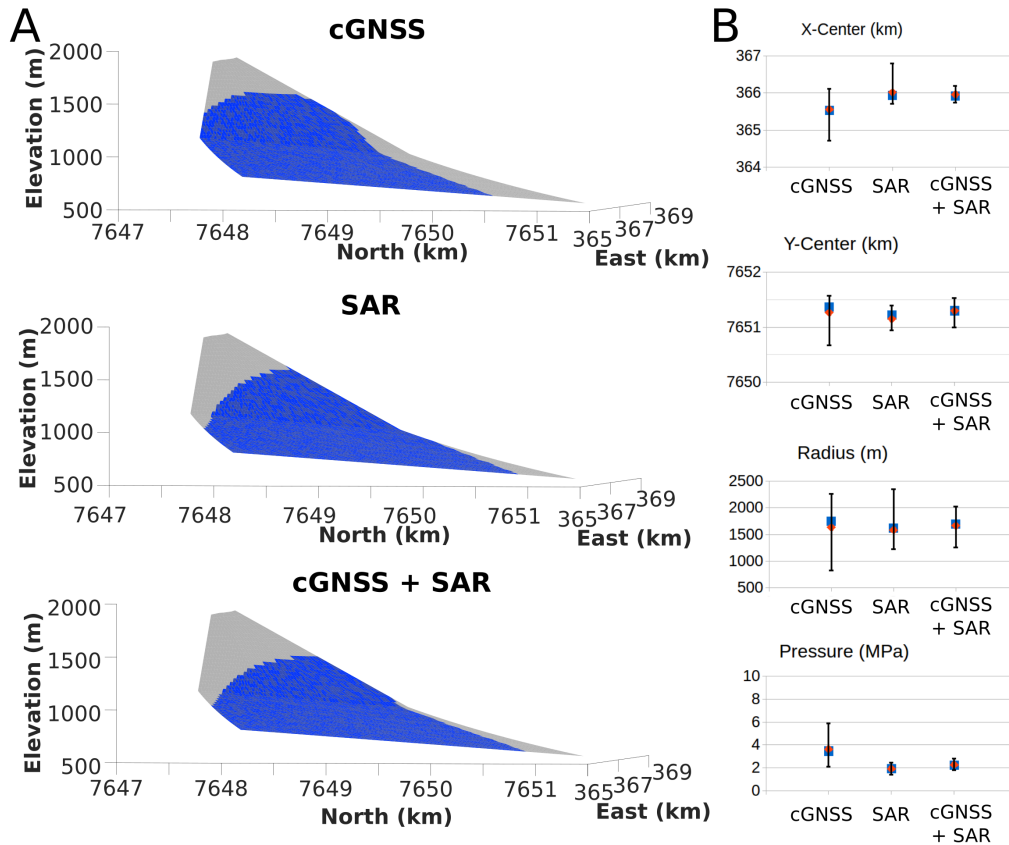 A
cGNSS
Elevation (m)
2000
1500
1000
500
7647
7648
7649
7650
7651
365
367
369
North (km)
East (km)
SAR
Elevation (m)
2000
1500
1000
500
7647
7648
7649
7650
7651
365
367
369
North (km)
East (km)
cGNSS + SAR
Elevation (m)
2000
1500
1000
500
7647
7648
7649
7650
7651
365
367
369
North (km)
East (km)
B
X-Center (km)
367
366
365
364
cGNSS SAR cGNSS
+ SAR
Y-Center (km)
7652
7651
7650
cGNSS SAR cGNSS
+ SAR
Radius (m)
2500
2000
1500
1000
500
cGNSS SAR cGNSS
+ SAR
Pressure (MPa)
10
8
6
4
2
0
cGNSS SAR cGNSS
+ SAR